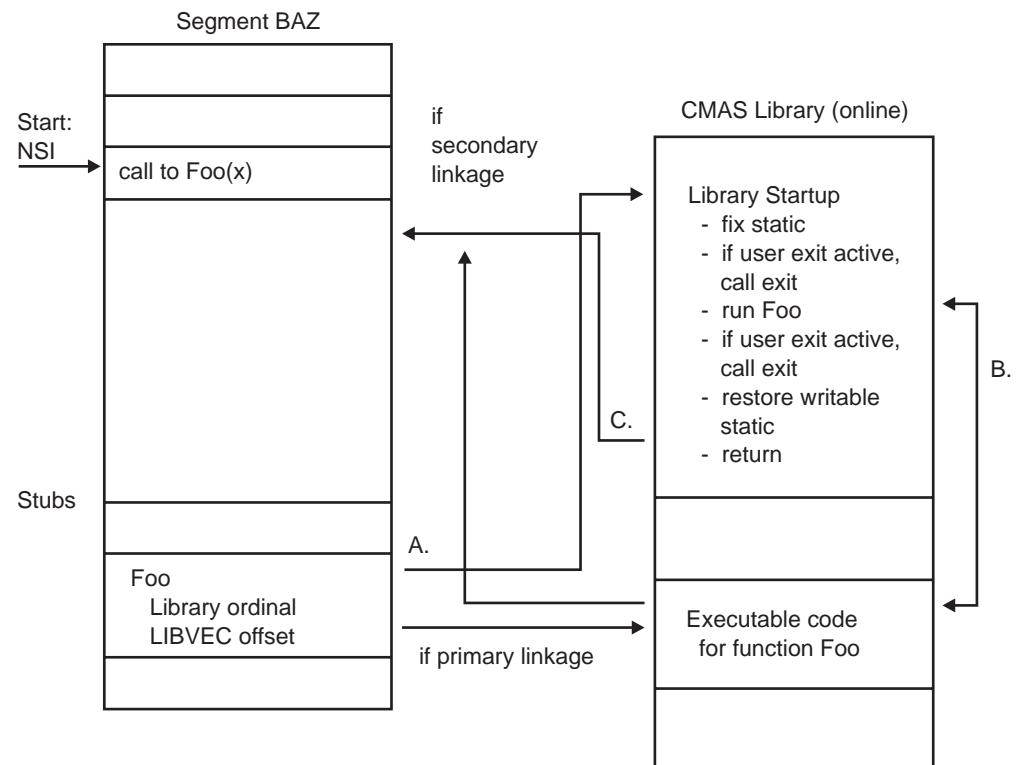 Segment BAZ
Start:
NSI
call to Foo(x)
if
secondary
linkage
CMAS Library (online)
Library Startup
- fix static
- if user exit active,
call exit
- run Foo
- if user exit active,
call exit
- restore writable
static
- return
B.
C.
Stubs
A.
Foo
Library ordinal
LIBVEC offset
if primary linkage
Executable code
for function Foo